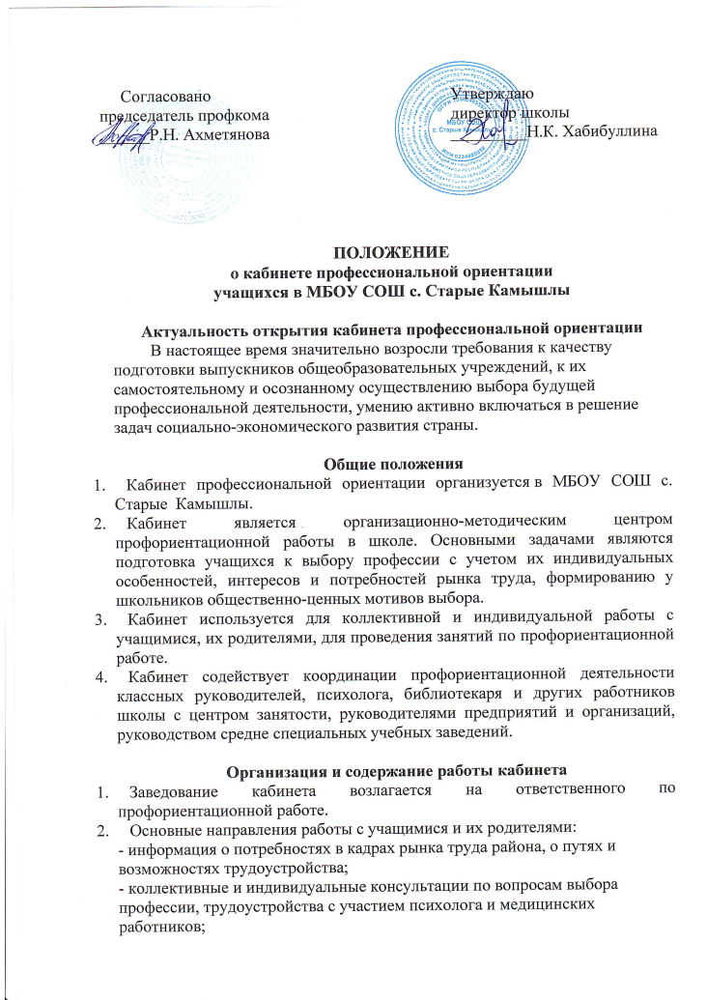 Согласовано
председатель профкома
Р.Н. Ахметянова
Утверждаю
директор школы
Н.К. Хабибуллина
МБОУ СОШ
с. Старые Камышлы
ПОЛОЖЕНИЕ
о кабинете профессиональной ориентации
учащихся в МБОУ СОШ с. Старые Камышлы
Актуальность открытия кабинета профессиональной ориентации
В настоящее время значительно возросли требования к качеству
подготовки выпускников общеобразовательных учреждений, к их
самостоятельному и осознанному осуществлению выбора будущей
профессиональной деятельности, умению активно включаться в решение
задач социально-экономического развития страны.
Общие положения
1. Кабинет профессиональной ориентации организуется в МБОУ СОШ с.
Старые Камышлы.
2. Кабинет является организационно-методическим центром
профориентационной работы в школе. Основными задачами являются
подготовка учащихся к выбору профессии с учетом их индивидуальных
особенностей, интересов и потребностей рынка труда, формированию у
школьников общественно-ценных мотивов выбора.
3. Кабинет используется для коллективной и индивидуальной работы с
учащимися, их родителями, для проведения занятий по профориентационной
работе.
4. Кабинет содействует координации профориентационной деятельности
классных руководителей, психолога, библиотекаря и других работников
школы с центром занятости, руководителями предприятий и организаций,
руководством средне специальных учебных заведений.
Организация и содержание работы кабинета
1. Заведование кабинета возлагается на ответственного по
профориентационной работе.
2. Основные направления работы с учащимися и их родителями:
- информация о потребностях в кадрах рынка труда района, о путях и
возможностях трудоустройства;
- коллективные и индивидуальные консультации по вопросам выбора
профессии, трудоустройства с участием психолога и медицинских
работников;